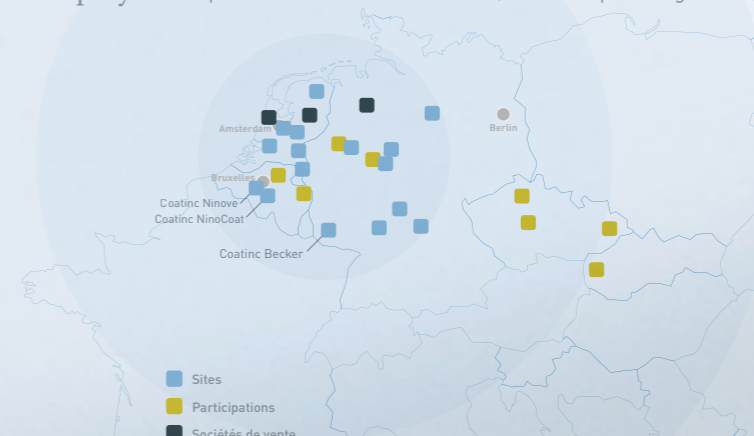 Amsterdam
Berlin
Bruxelles
Coatinc Ninove
Coatinc NinoCoat
Coatinc Becker
Sites
Participations
Sociétés de vente